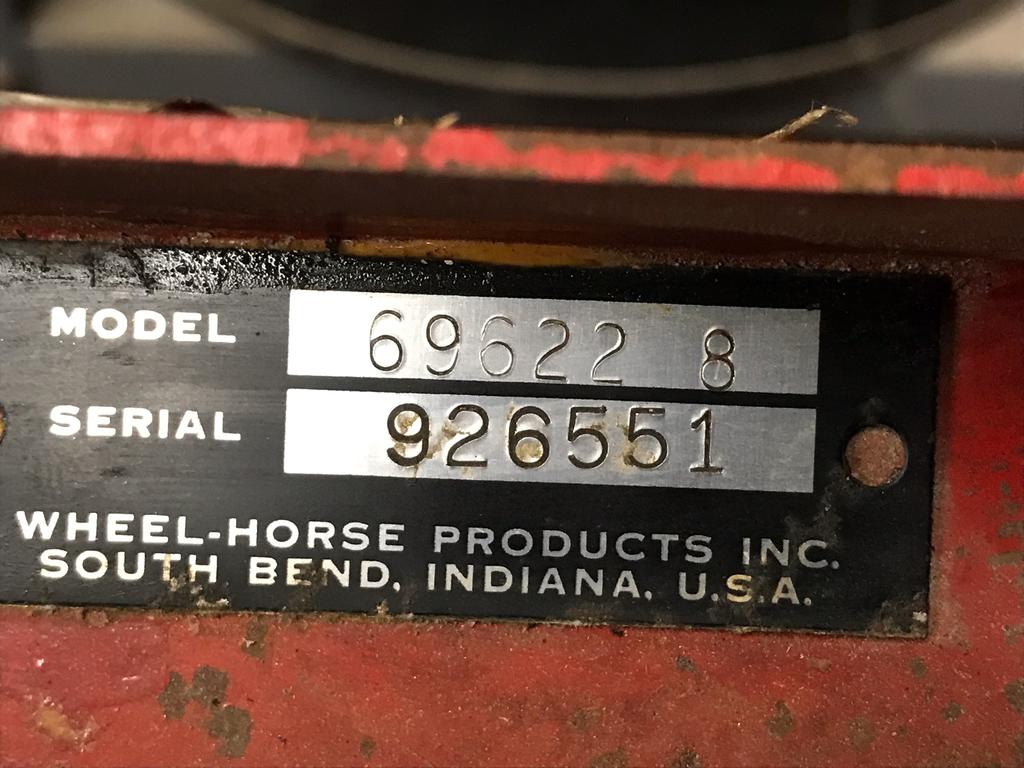 MODEL 69622 8
SERIAL 926551
WHEEL-HORSE PRODUCTS INC.
SOUTH BEND, INDIANA, U.S.A.